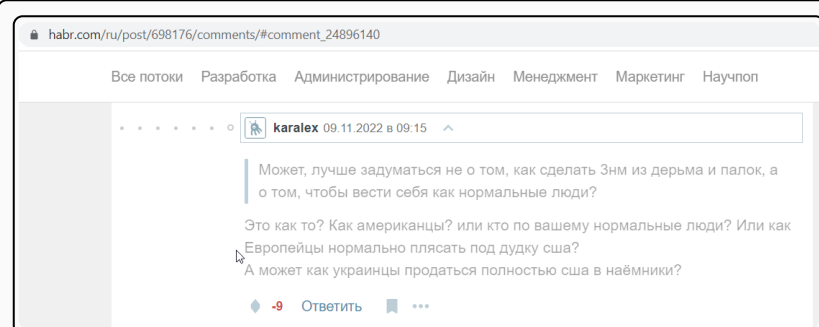 habr.com/ru/post/698176/comments/#comment_24896140
Все потоки Разработка Администрирование Дизайн Менеджмент Маркетинг Научпоп
karalex 09.11.2022 в 09:15
Может, лучше задуматься не о том, как сделать 3нм из дерьма и палок, а
о том, чтобы вести себя как нормальные люди?
Это как то? Как американцы? или кто по вашему нормальные люди? Или как
Европейцы нормально плясать под дудку сша?
А может как украинцы продаться полностью сша в наёмники?
-9 Ответить